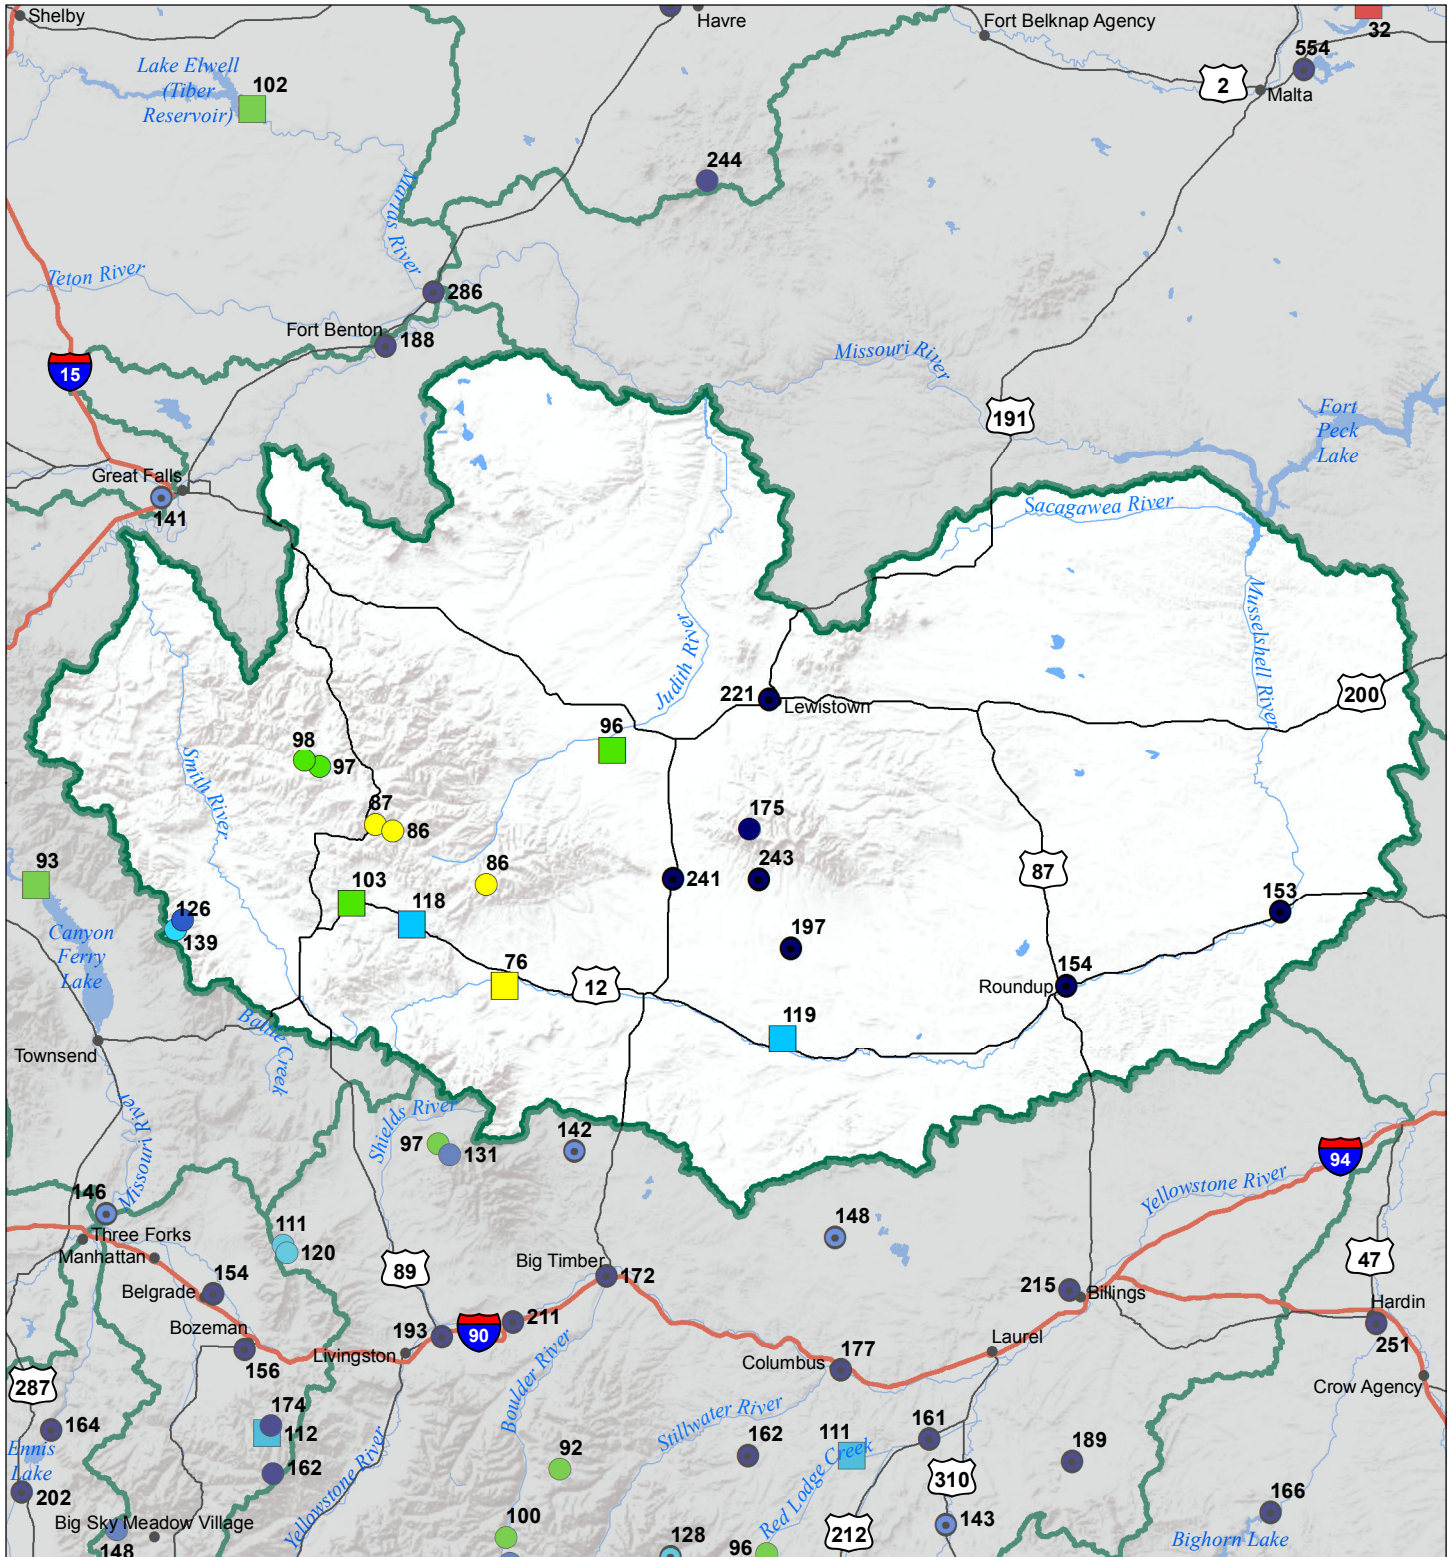 Shelby
Havre
Fort Belknap Agency
32
554
2
Malta
Lake Elwell
(Tiber
Reservoir)
102
244
Marias River
Teton River
286
Fort Benton
188
15
Missouri River
191
Fort
Peck
Lake
Great Falls
141
Sacagawea River
Musselshell River
Judith River
221
Lewistown
200
96
98
97
Smith River
87
86
175
86
243
241
87
93
103
118
126
139
153
Canyon
Ferry
Lake
197
76
12
154
Roundup
119
Battle Creek
Townsend
Missouri River
Shields River
97
131
142
94
Yellowstone River
146
Three Forks
Manhattan
111
120
148
89
Big Timber
172
47
154
Belgrade
215
Billings
Hardin
251
Bozeman
156
193
90
211
Livingston
Laurel
Columbus
177
Crow Agency
287
Boulder River
164
174
112
Stillwater River
162
111
161
189
Ennis
Lake
162
92
Red Lodge Creek
310
202
Yellowstone River
166
Big Sky
Meadow Village
148
100
128
96
212
143
Bighorn Lake